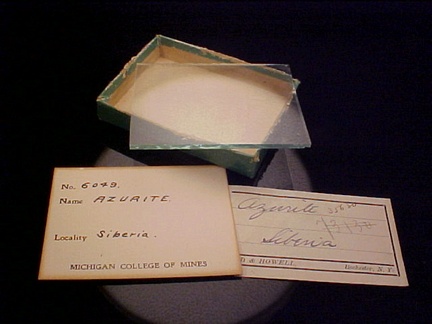 No. 6049.
Name AZURITE.
Locality Siberia.
MICHIGAN COLLEGE OF MINES
Azurite
Siberia
D & HOWELL,
Rochester, N. Y.